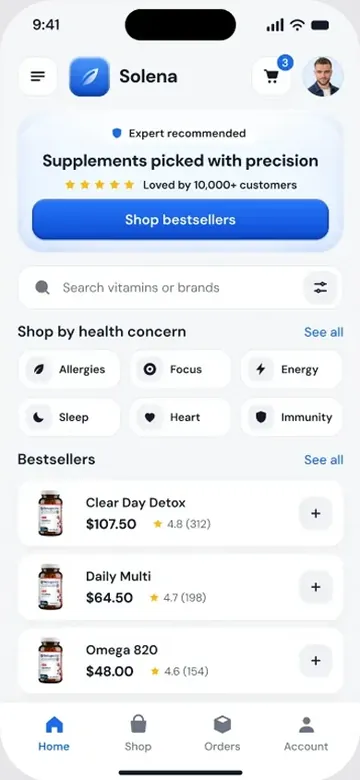 9:41
Solena
3
Expert recommended
Supplements picked with precision
Loved by 10,000+ customers
Shop bestsellers
Search vitamins or brands
Shop by health concern
See all
Allergies
Focus
Energy
Sleep
Heart
Immunity
Bestsellers
See all
Clear Day Detox
$107.50 4.8 (312)
Daily Multi
$64.50 4.7 (198)
Omega 820
$48.00 4.6 (154)
Home
Shop
Orders
Account